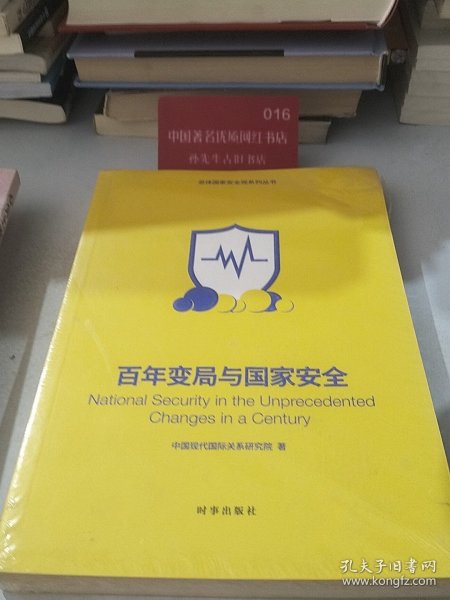 016
中国著名优质网红书店
孙先生古旧书店
总体国家安全观系列丛书
百年变局与国家安全
National Security in the Unprecedented
Changes in a Century
中国现代国际关系研究院 著
时事出版社
孔夫子旧书网
www.kongfz.com